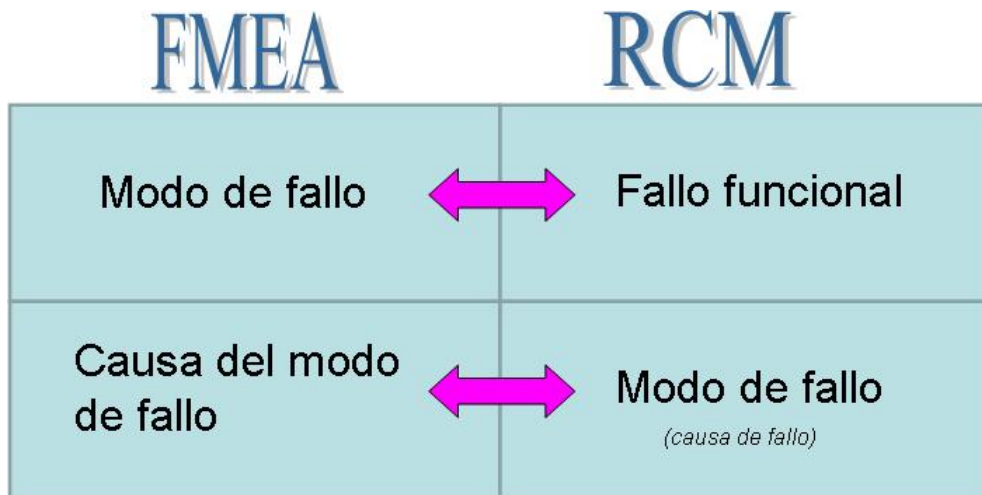 FMEA
RCM
Modo de fallo
Fallo funcional
Causa del modo
de fallo
Modo de fallo
(causa de fallo)